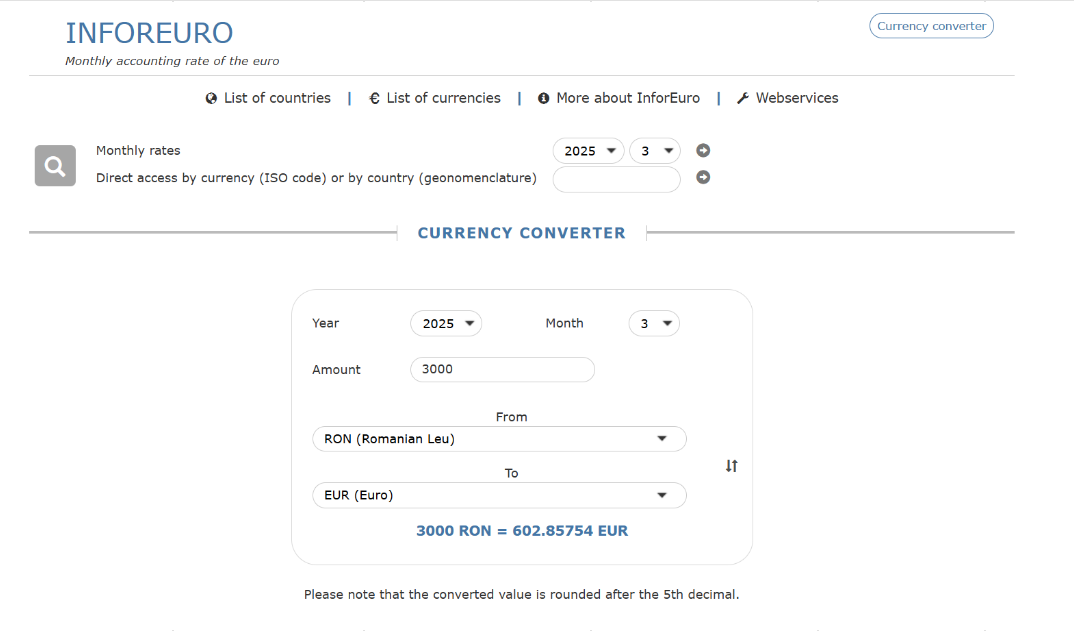 INFOREURO
Currency converter
Monthly accounting rate of the euro
List of countries | € List of currencies | More about InforEuro | Webservices
Monthly rates 2025 3
Direct access by currency (ISO code) or by country (geonomenclature)
CURRENCY CONVERTER
Year 2025 Month 3
Amount 3000
From
RON (Romanian Leu)
To
EUR (Euro)
3000 RON = 602.85754 EUR
Please note that the converted value is rounded after the 5th decimal.